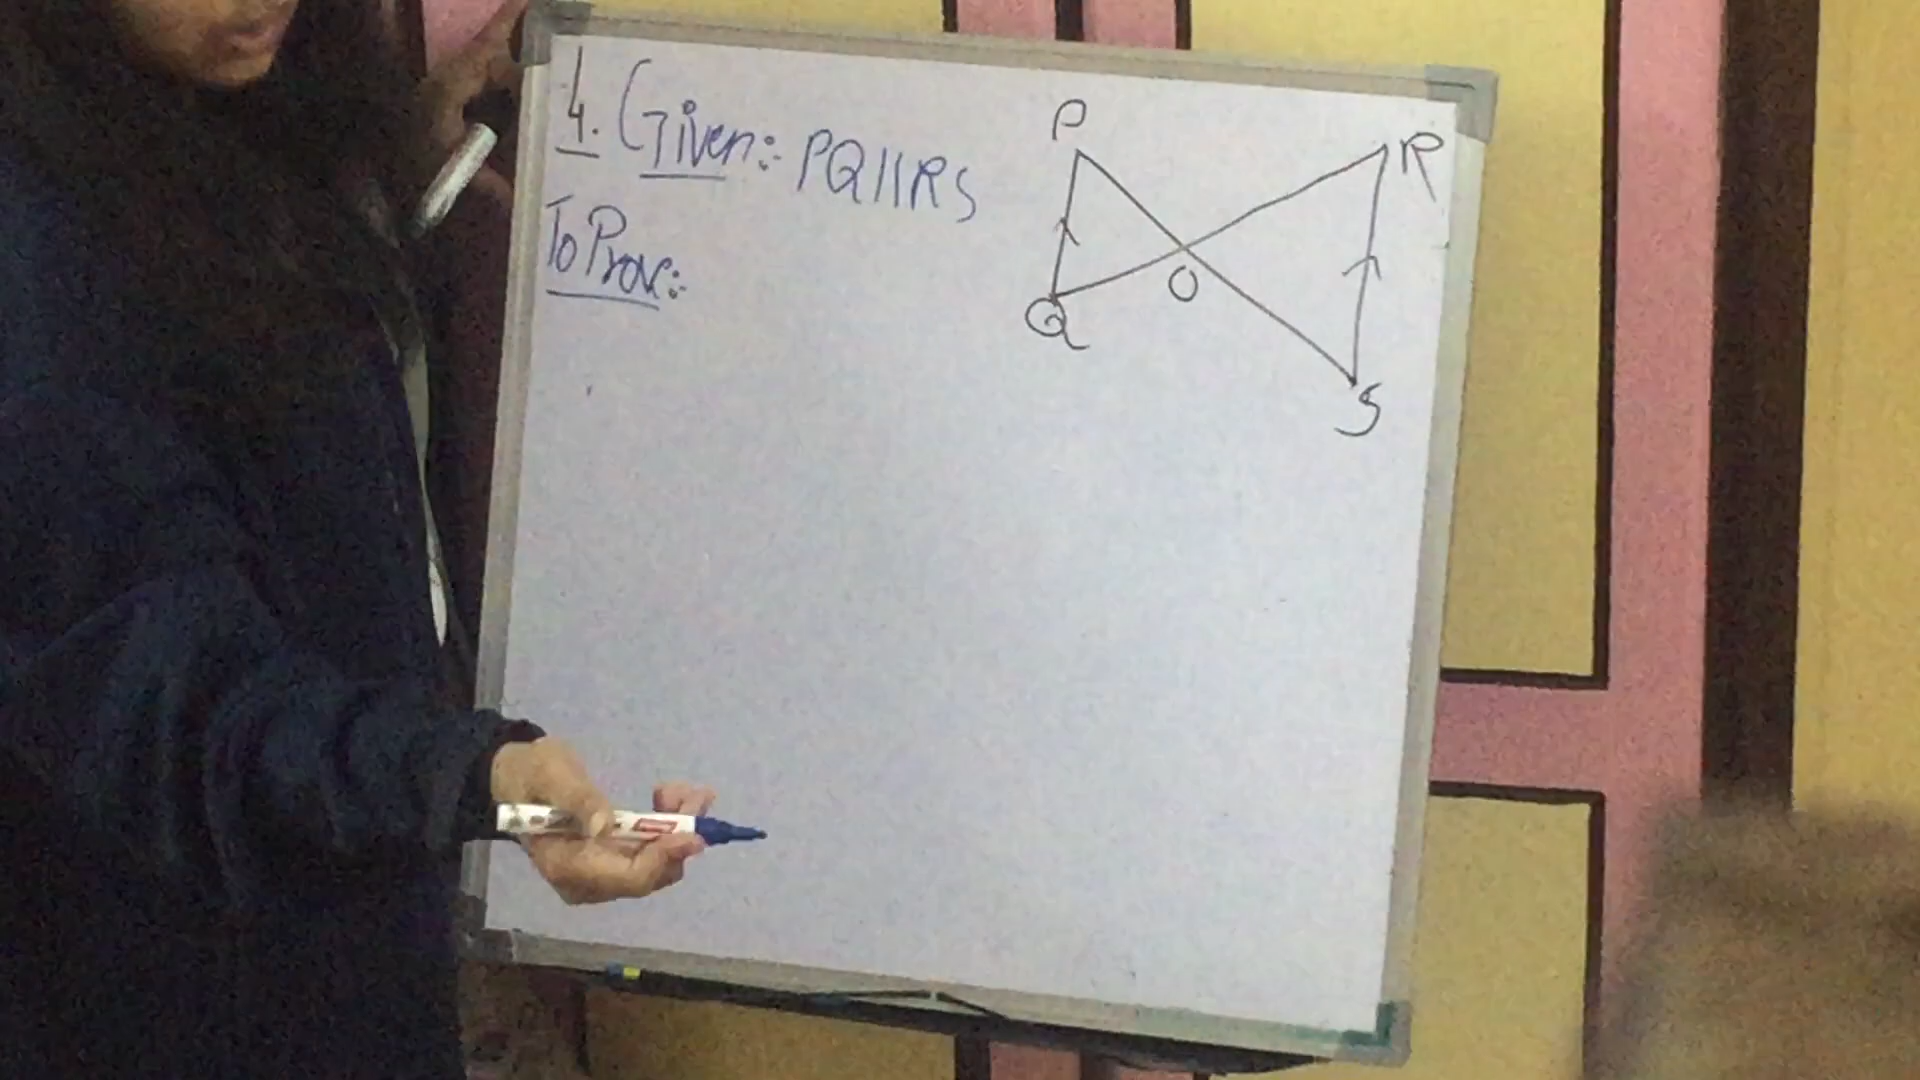 4. Given:- PQ||RS
To Prove:-
P
R
O
Q
S